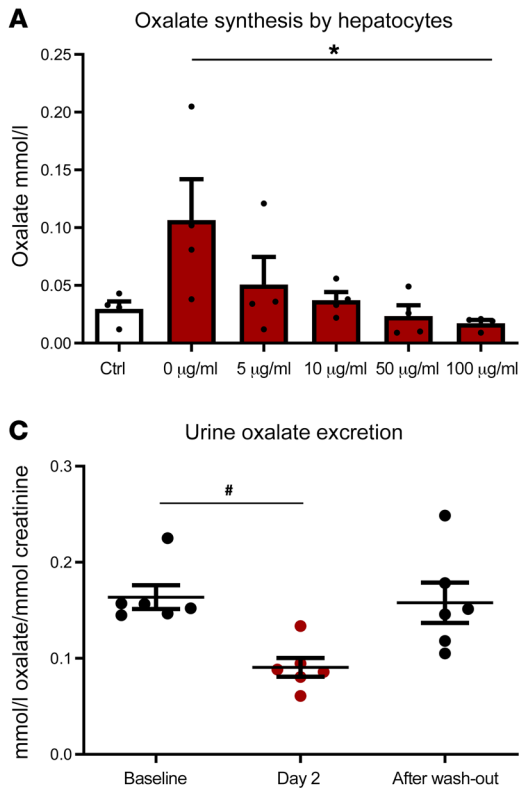 A
Oxalate synthesis by hepatocytes
Oxalate mmol/l
0.25
0.20
0.15
0.10
0.05
0.00
*
Ctrl
0 µg/ml
5 µg/ml
10 µg/ml
50 µg/ml
100 µg/ml
C
Urine oxalate excretion
mmol/l oxalate/mmol creatinine
0.3
0.2
0.1
0.0
#
Baseline
Day 2
After wash-out